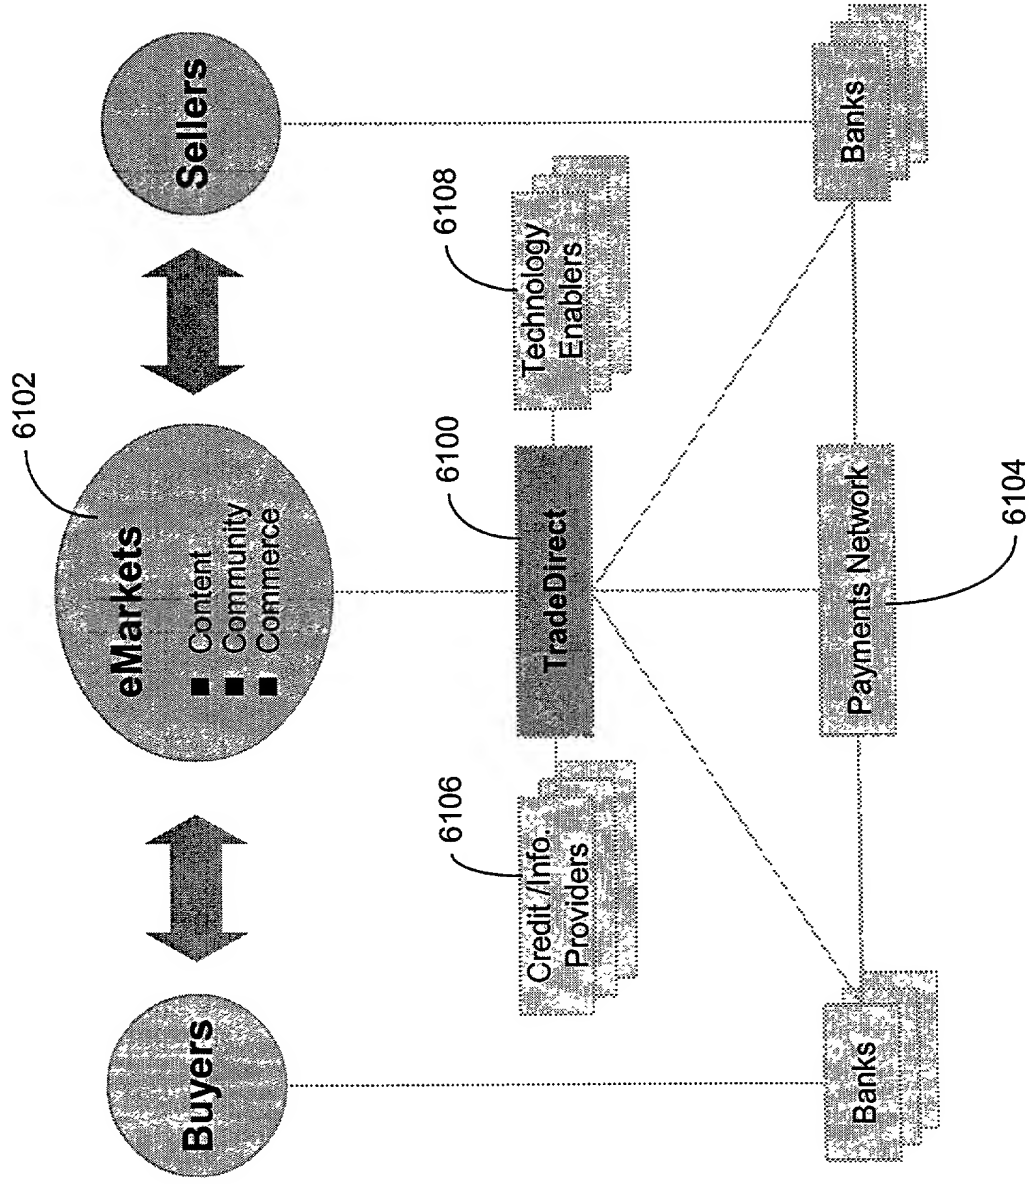 6102
Buyers
eMarkets
■ Content
■ Community
■ Commerce
Sellers
6106
6100
6108
Credit /Info.
Providers
TradeDirect
Technology
Enablers
Banks
Payments Network
Banks
6104